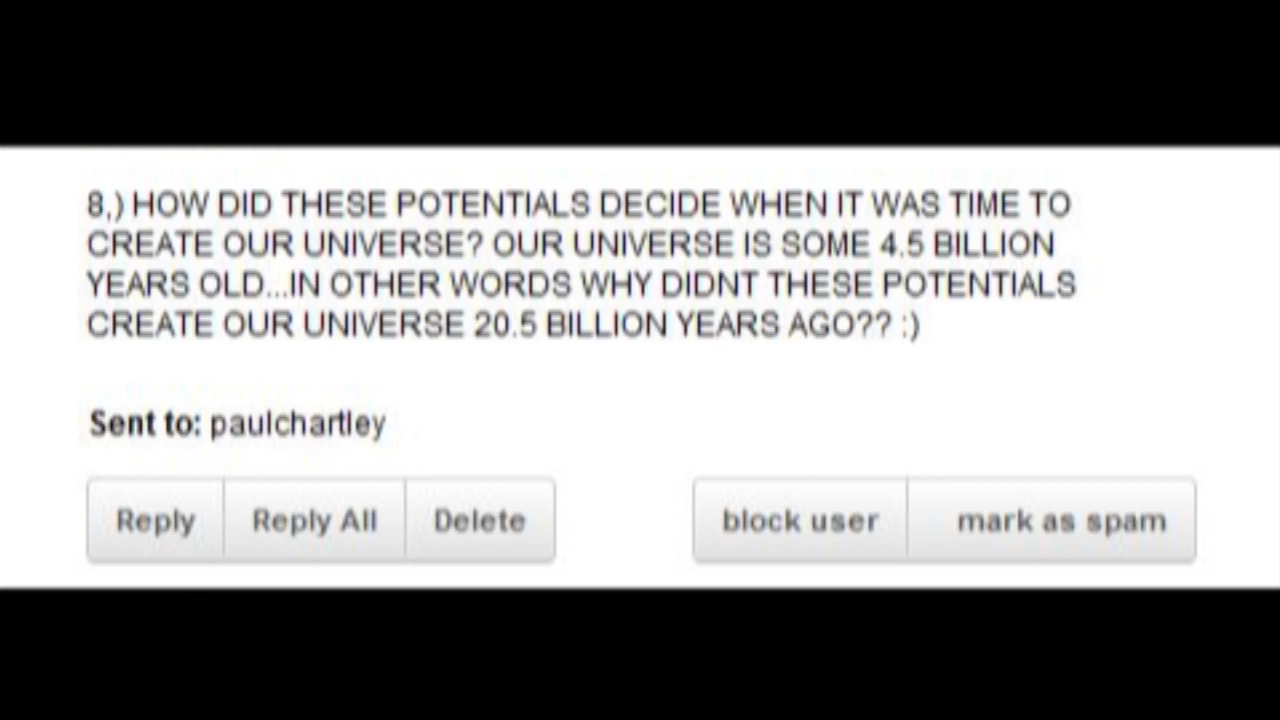 8,) HOW DID THESE POTENTIALS DECIDE WHEN IT WAS TIME TO
CREATE OUR UNIVERSE? OUR UNIVERSE IS SOME 4.5 BILLION
YEARS OLD...IN OTHER WORDS WHY DIDNT THESE POTENTIALS
CREATE OUR UNIVERSE 20.5 BILLION YEARS AGO?? :)
Sent to: paulchartley
Reply Reply All Delete block user mark as spam